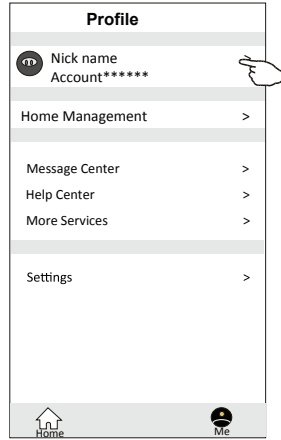 Profile
Nick name
Account******
Home Management >
Message Center >
Help Center >
More Services >
Settings >
Home Me